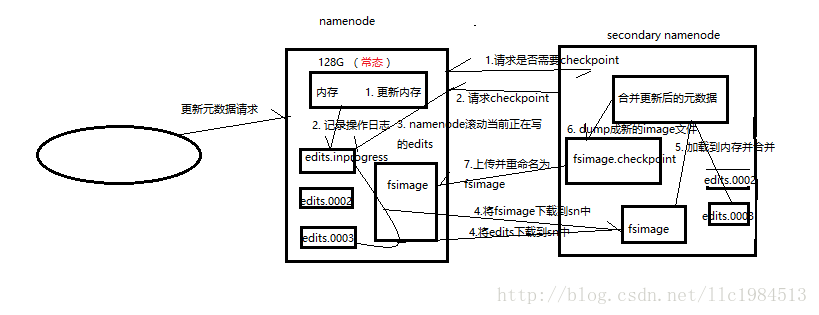 namenode
secondary namenode
128G （常态）
1.请求是否需要checkpoint
内存 1. 更新内存
2. 请求checkpoint
合并更新后的元数据
更新元数据请求
2. 记录操作日志
3. namenode滚动当前正在写
的edits
6. dump成新的image文件
5. 加载到内存并合并
edits.inprogress
7.上传并重命名为
fsimage
fsimage.checkpoint
fsimage
edits.0002
edits.0002
4.将fsimage下载到sn中
edits.0003
edits.0003
4.将edits下载到sn中
fsimage
http://blog.csdn.net/llc1984513